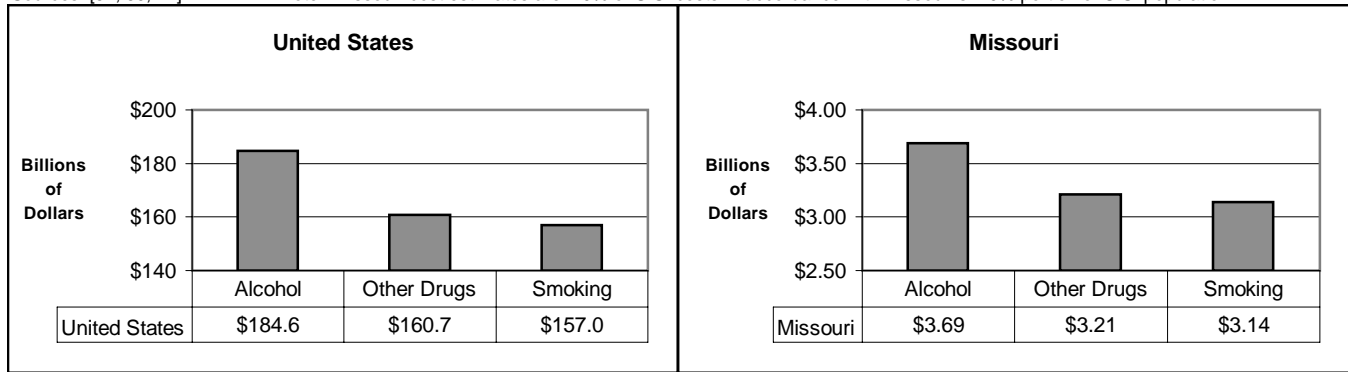 United States
$200
$180
$160
$140
Billions
of
Dollars
Alcohol Other Drugs Smoking
United States $184.6 $160.7 $157.0
Missouri
$4.00
$3.50
$3.00
$2.50
Billions
of
Dollars
Alcohol Other Drugs Smoking
Missouri $3.69 $3.21 $3.14